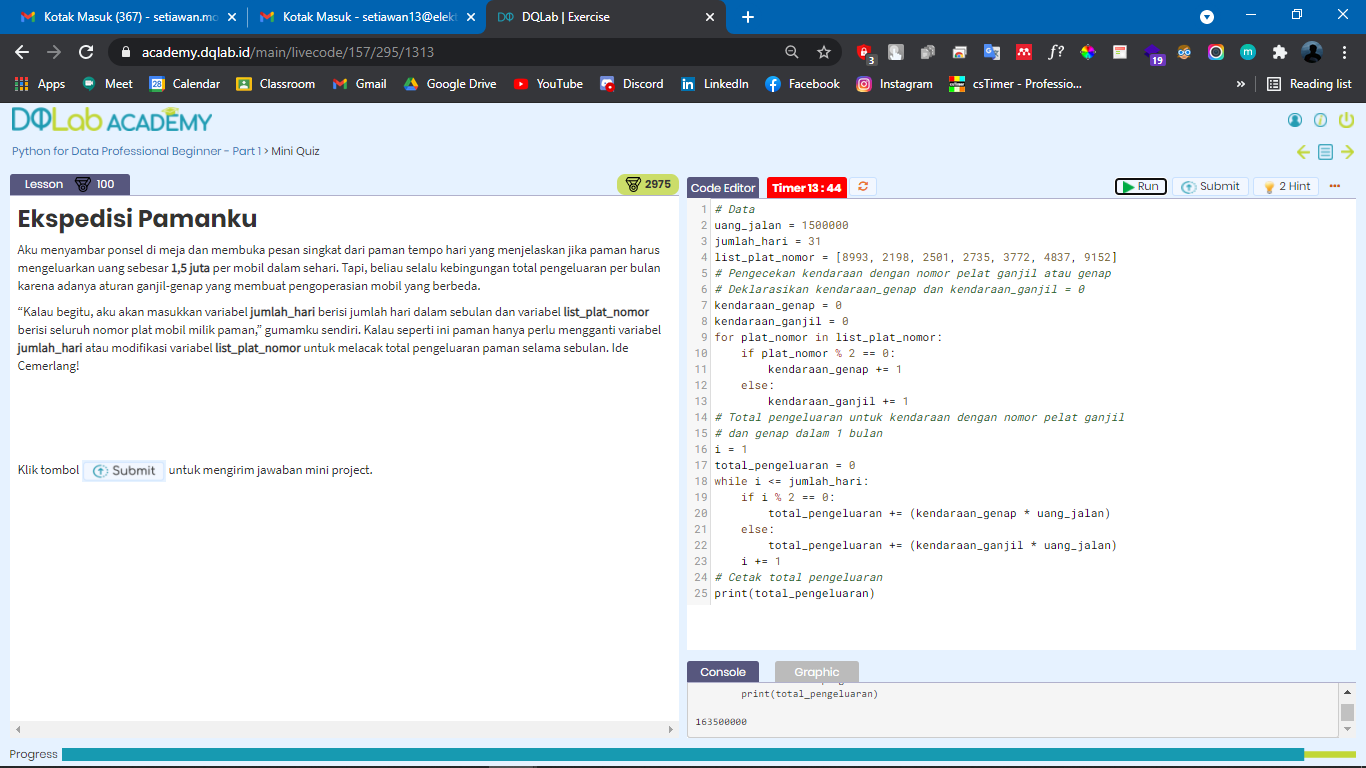 Kotak Masuk (367) - setiawan.mo
Kotak Masuk - setiawan13@elekt
DQLab | Exercise
academy.dqlab.id/main/livecode/157/295/1313
3
19
Apps
Meet
28
Calendar
Classroom
Gmail
Google Drive
YouTube
Discord
LinkedIn
Facebook
Instagram
csTimer - Professio...
»
Reading list
DQLab ACADEMY
Python for Data Professional Beginner - Part 1 > Mini Quiz
Lesson 100
2975
Ekspedisi Pamanku
Aku menyambar ponsel di meja dan membuka pesan singkat dari paman tempo hari yang menjelaskan jika paman harus
mengeluarkan uang sebesar 1,5 juta per mobil dalam sehari. Tapi, beliau selalu kebingungan total pengeluaran per bulan
karena adanya aturan ganjil-genap yang membuat pengoperasian mobil yang berbeda.
“Kalau begitu, aku akan masukkan variabel jumlah_hari berisi jumlah hari dalam sebulan dan variabel list_plat_nomor
berisi seluruh nomor plat mobil milik paman,” gumamku sendiri. Kalau seperti ini paman hanya perlu mengganti variabel
jumlah_hari atau modifikasi variabel list_plat_nomor untuk melacak total pengeluaran paman selama sebulan. Ide
Cemerlang!
Klik tombol Submit untuk mengirim jawaban mini project.
Code Editor
Timer 13 : 44
Run
Submit
2 Hint
1 # Data
2 uang_jalan = 1500000
3 jumlah_hari = 31
4 list_plat_nomor = [8993, 2198, 2501, 2735, 3772, 4837, 9152]
5 # Pengecekan kendaraan dengan nomor pelat ganjil atau genap
6 # Deklarasikan kendaraan_genap dan kendaraan_ganjil = 0
7 kendaraan_genap = 0
8 kendaraan_ganjil = 0
9 for plat_nomor in list_plat_nomor:
10     if plat_nomor % 2 == 0:
11         kendaraan_genap += 1
12     else:
13         kendaraan_ganjil += 1
14 # Total pengeluaran untuk kendaraan dengan nomor pelat ganjil
15 # dan genap dalam 1 bulan
16 i = 1
17 total_pengeluaran = 0
18 while i <= jumlah_hari:
19     if i % 2 == 0:
20         total_pengeluaran += (kendaraan_genap * uang_jalan)
21     else:
22         total_pengeluaran += (kendaraan_ganjil * uang_jalan)
23     i += 1
24 # Cetak total pengeluaran
25 print(total_pengeluaran)
Console
Graphic
print(total_pengeluaran)
163500000
Progress